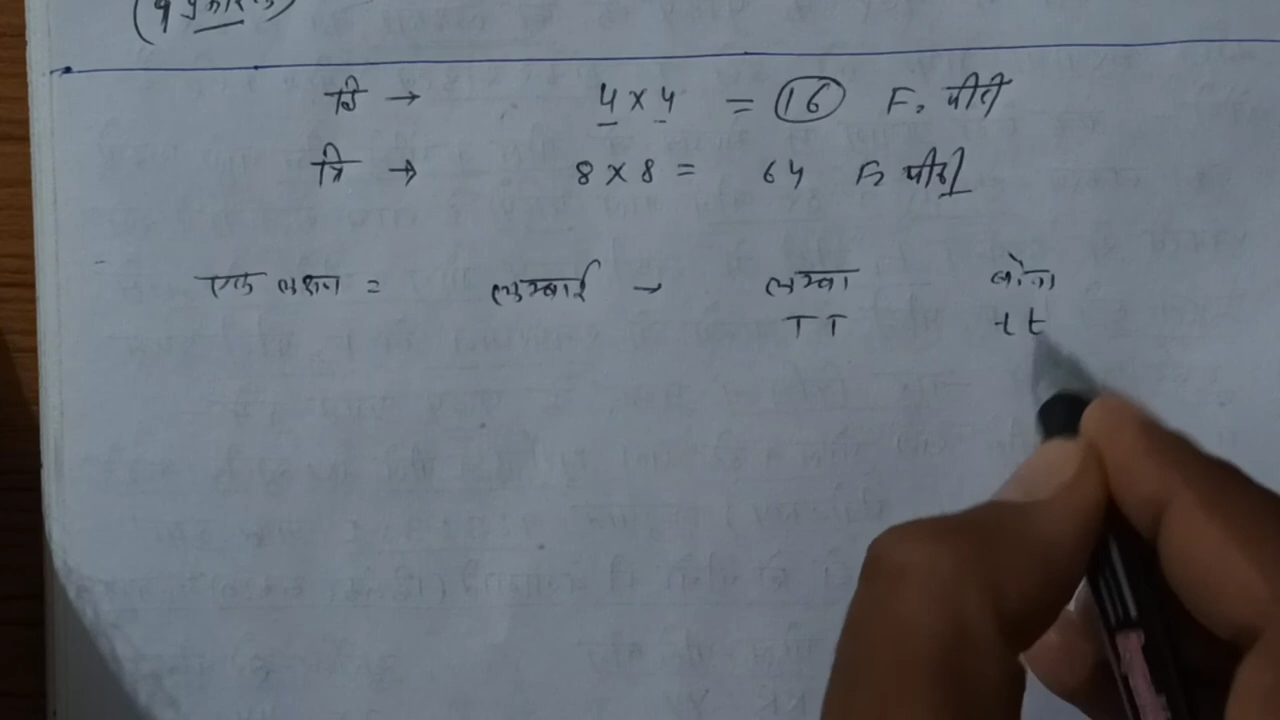 द्वि → 4 × 4 = 16 F₂ पीढी
त्रि → 8 × 8 = 64 F₂ पीढी
एक लक्षण = लम्बाई → लम्बा बौना
TT tt